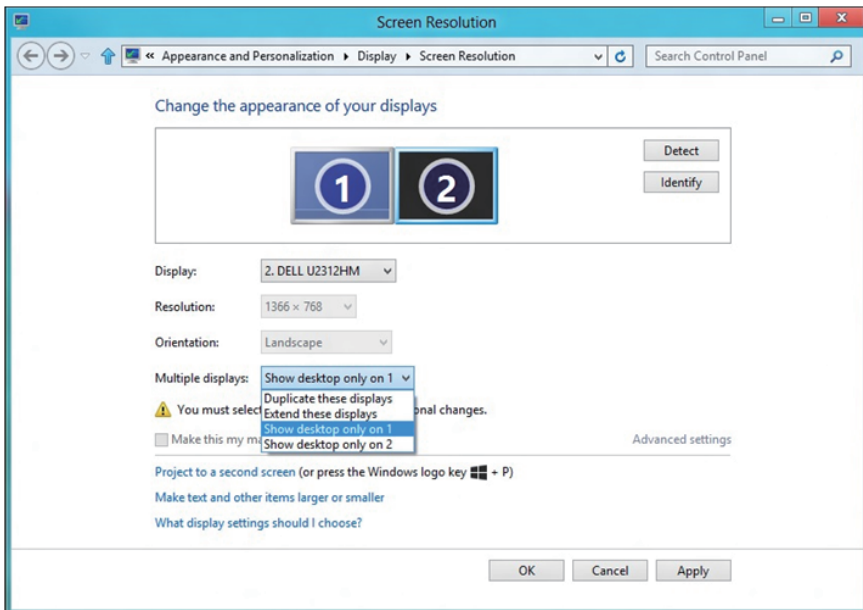 Screen Resolution
« Appearance and Personalization ▸ Display ▸ Screen Resolution
Search Control Panel
Change the appearance of your displays
1
2
Detect
Identify
Display:
2. DELL U2312HM
Resolution:
1366 × 768
Orientation:
Landscape
Multiple displays:
Show desktop only on 1
Duplicate these displays
Extend these displays
Show desktop only on 1
Show desktop only on 2
You must selec
onal changes.
Make this my m
Advanced settings
Project to a second screen (or press the Windows logo key + P)
Make text and other items larger or smaller
What display settings should I choose?
OK
Cancel
Apply